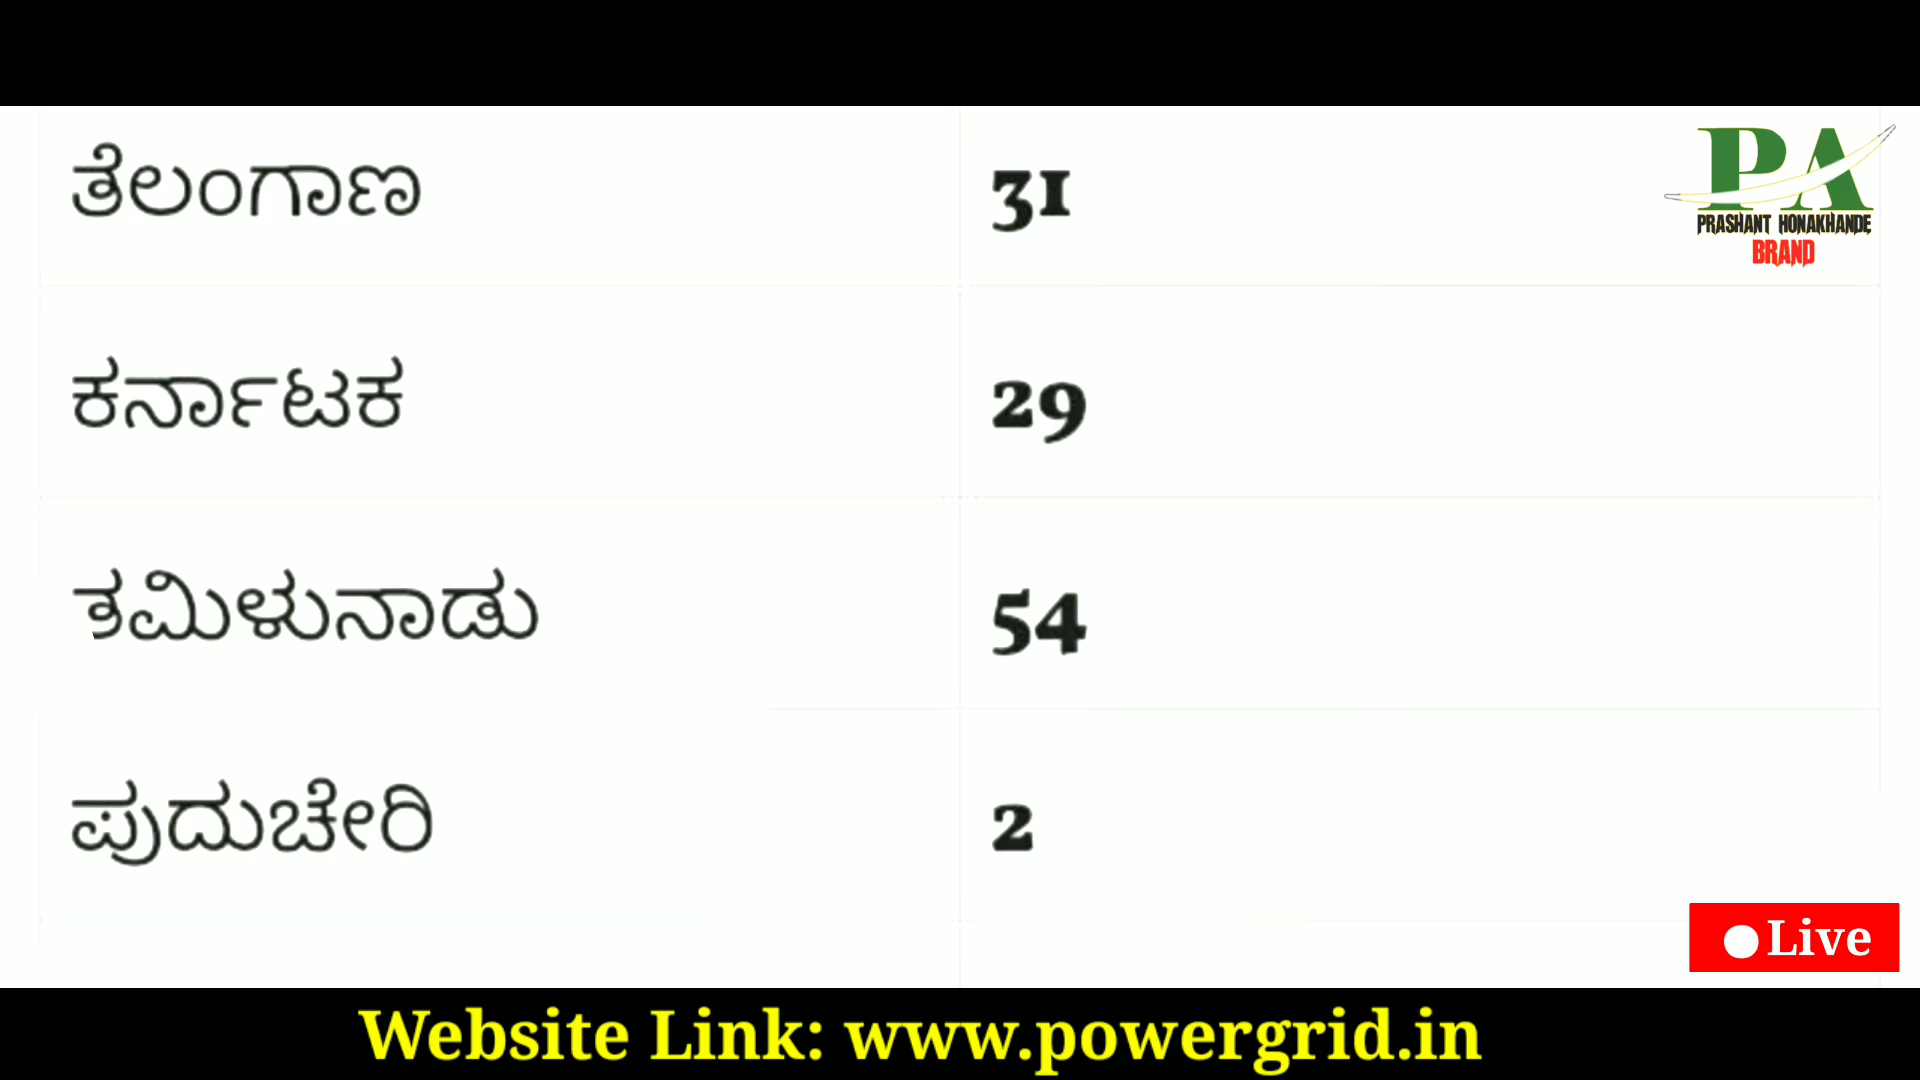 ತೆಲಂಗಾಣ 31
PA
PRASHANT HONAKHANDE
BRAND
ಕರ್ನಾಟಕ 29
ತಮಿಳುನಾಡು 54
ಪುದುಚೇರಿ 2
Live
Website Link: www.powergrid.in